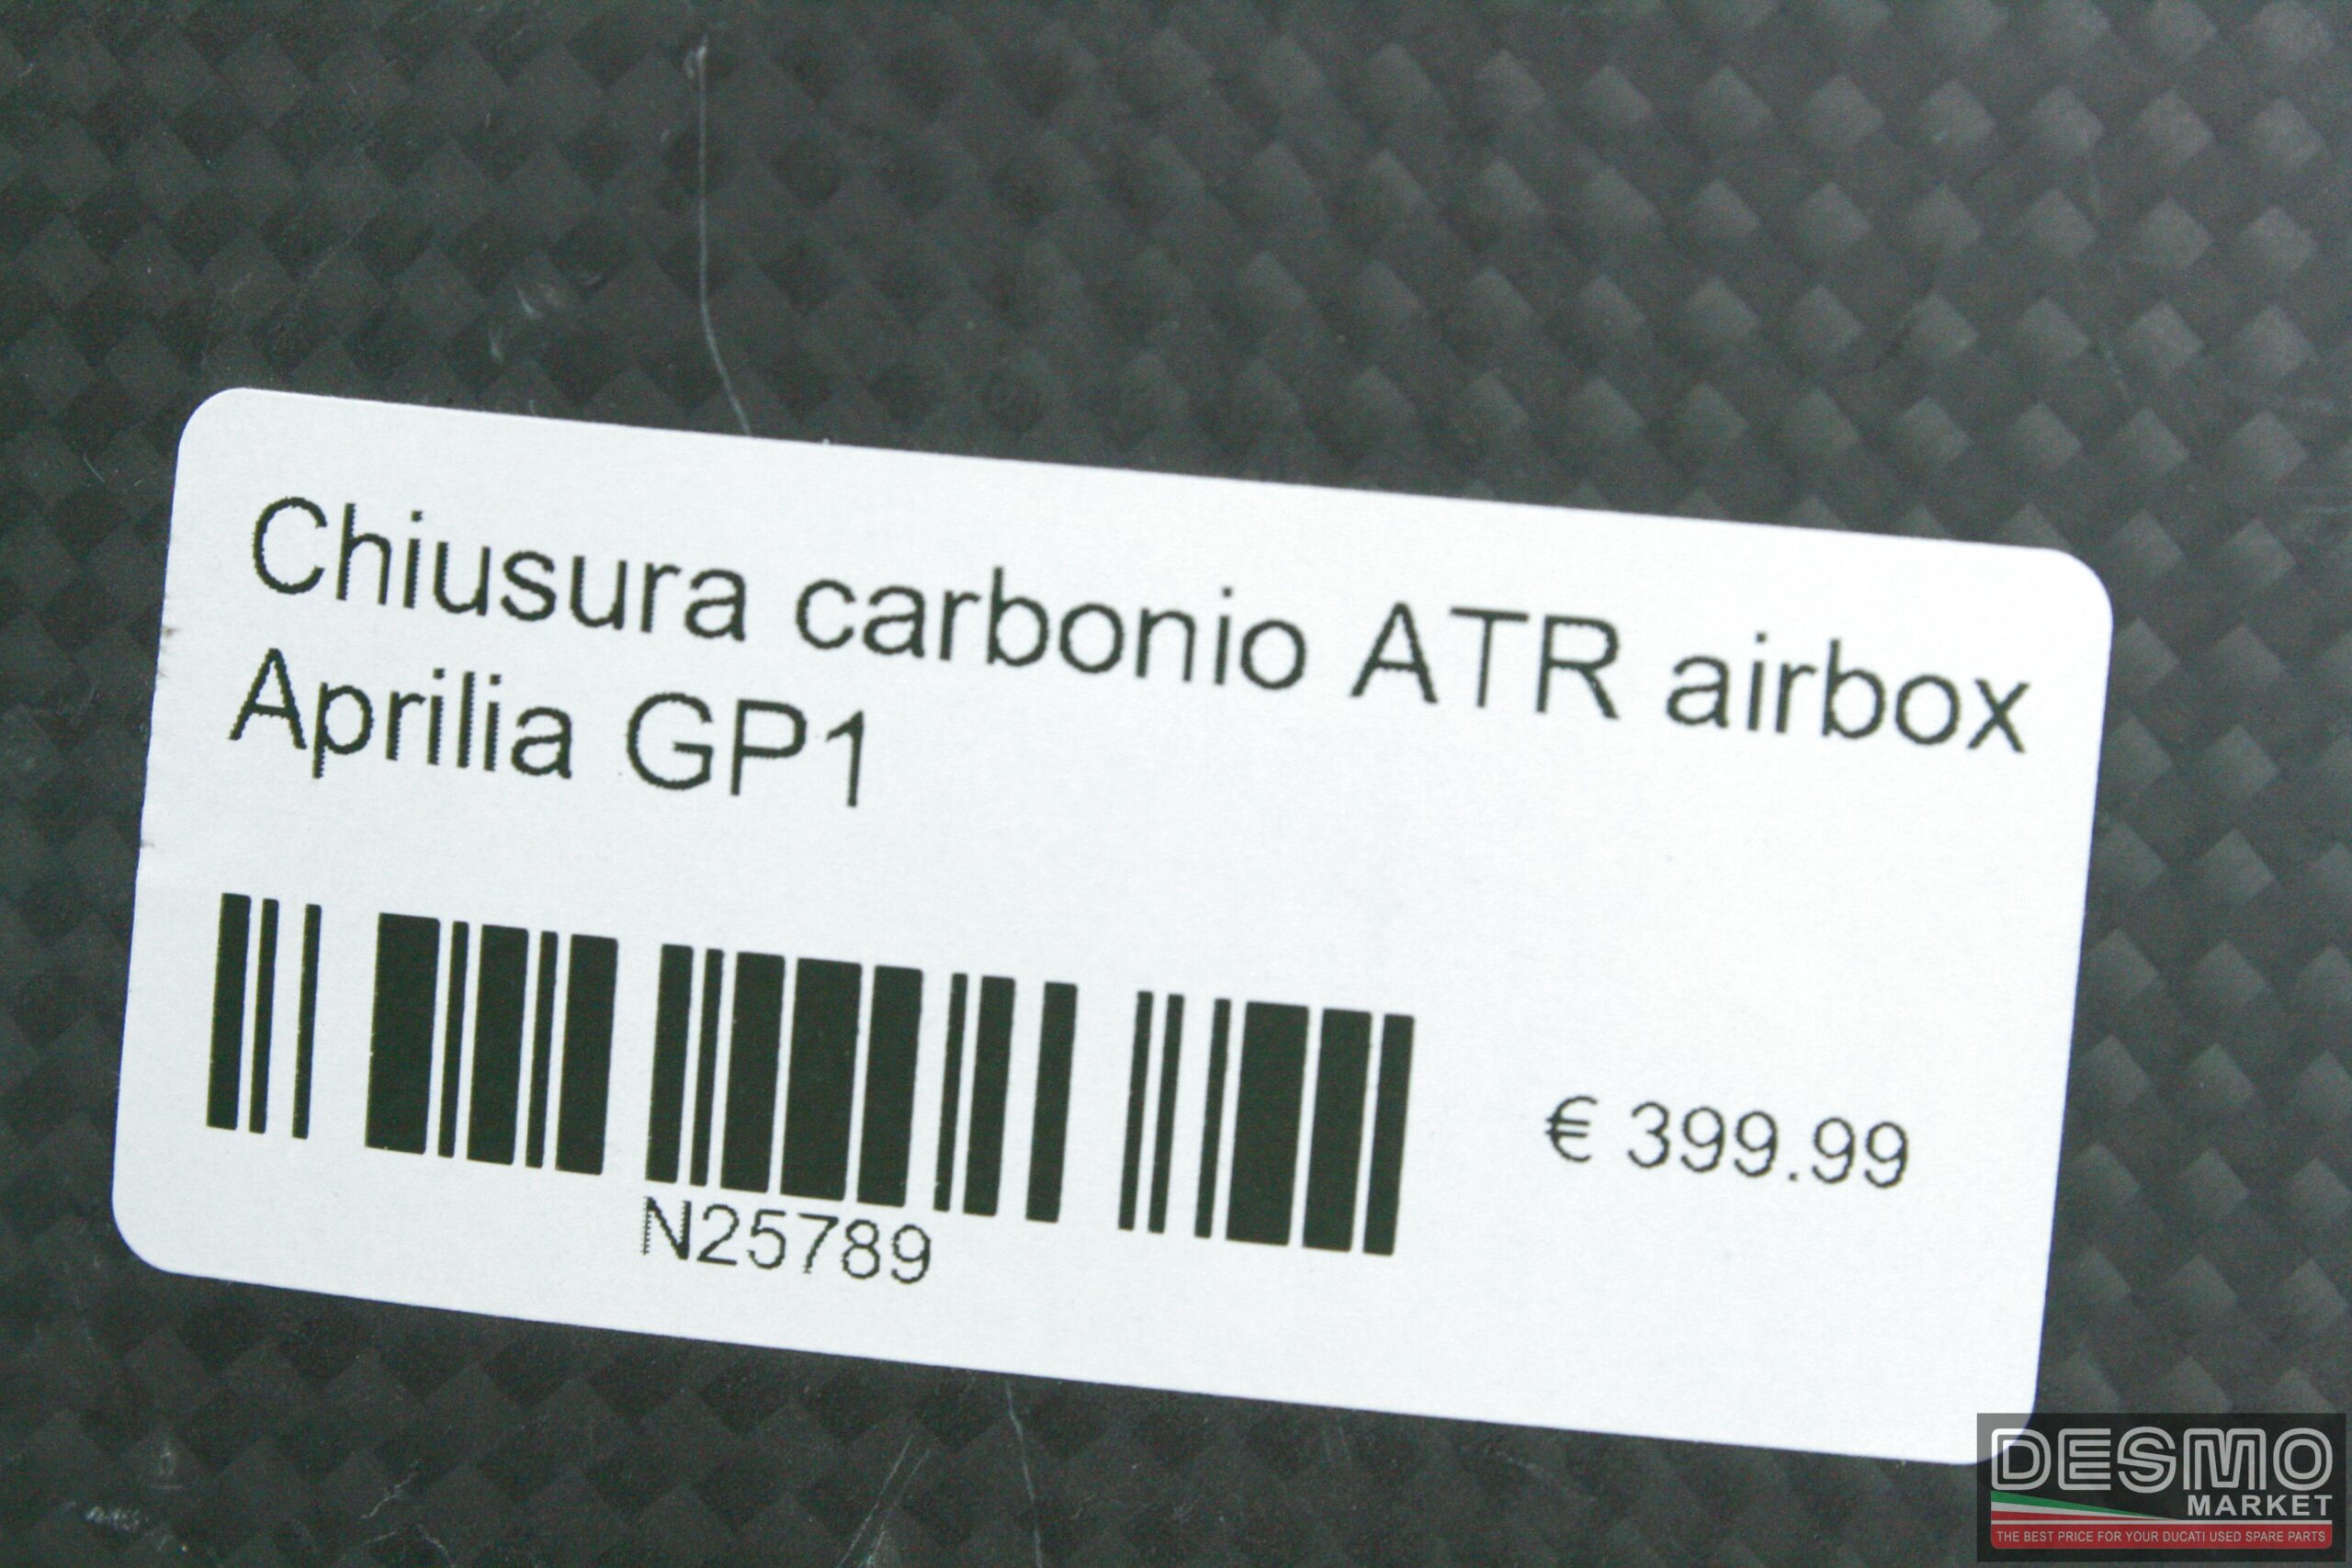 Chiusura carbonio ATR airbox
Aprilia GP1
€ 399.99
N25789
DESMO
MARKET
THE BEST PRICE FOR YOUR DUCATI USED SPARE PARTS